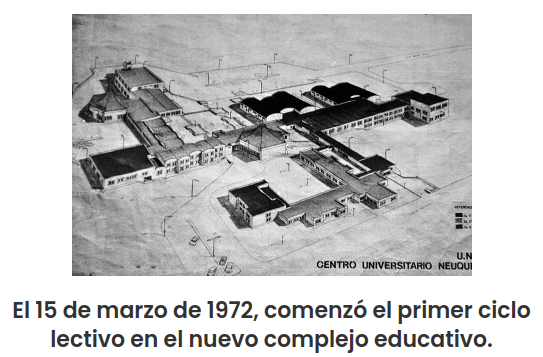 REFERENC
U.N
CENTRO UNIVERSITARIO NEUQU
El 15 de marzo de 1972, comenzó el primer ciclo
lectivo en el nuevo complejo educativo.